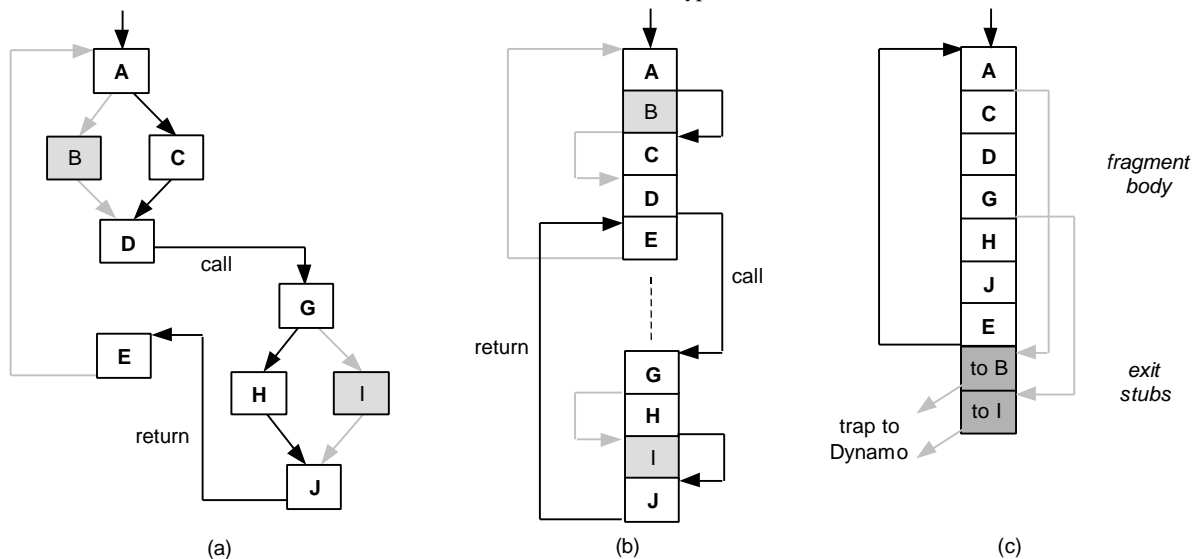 A
B
C
D
call
G
E
H
I
return
J
(a)
A
B
C
D
E
call
return
G
H
I
J
(b)
A
C
D
G
H
J
E
to B
to I
fragment
body
exit
stubs
trap to
Dynamo
(c)